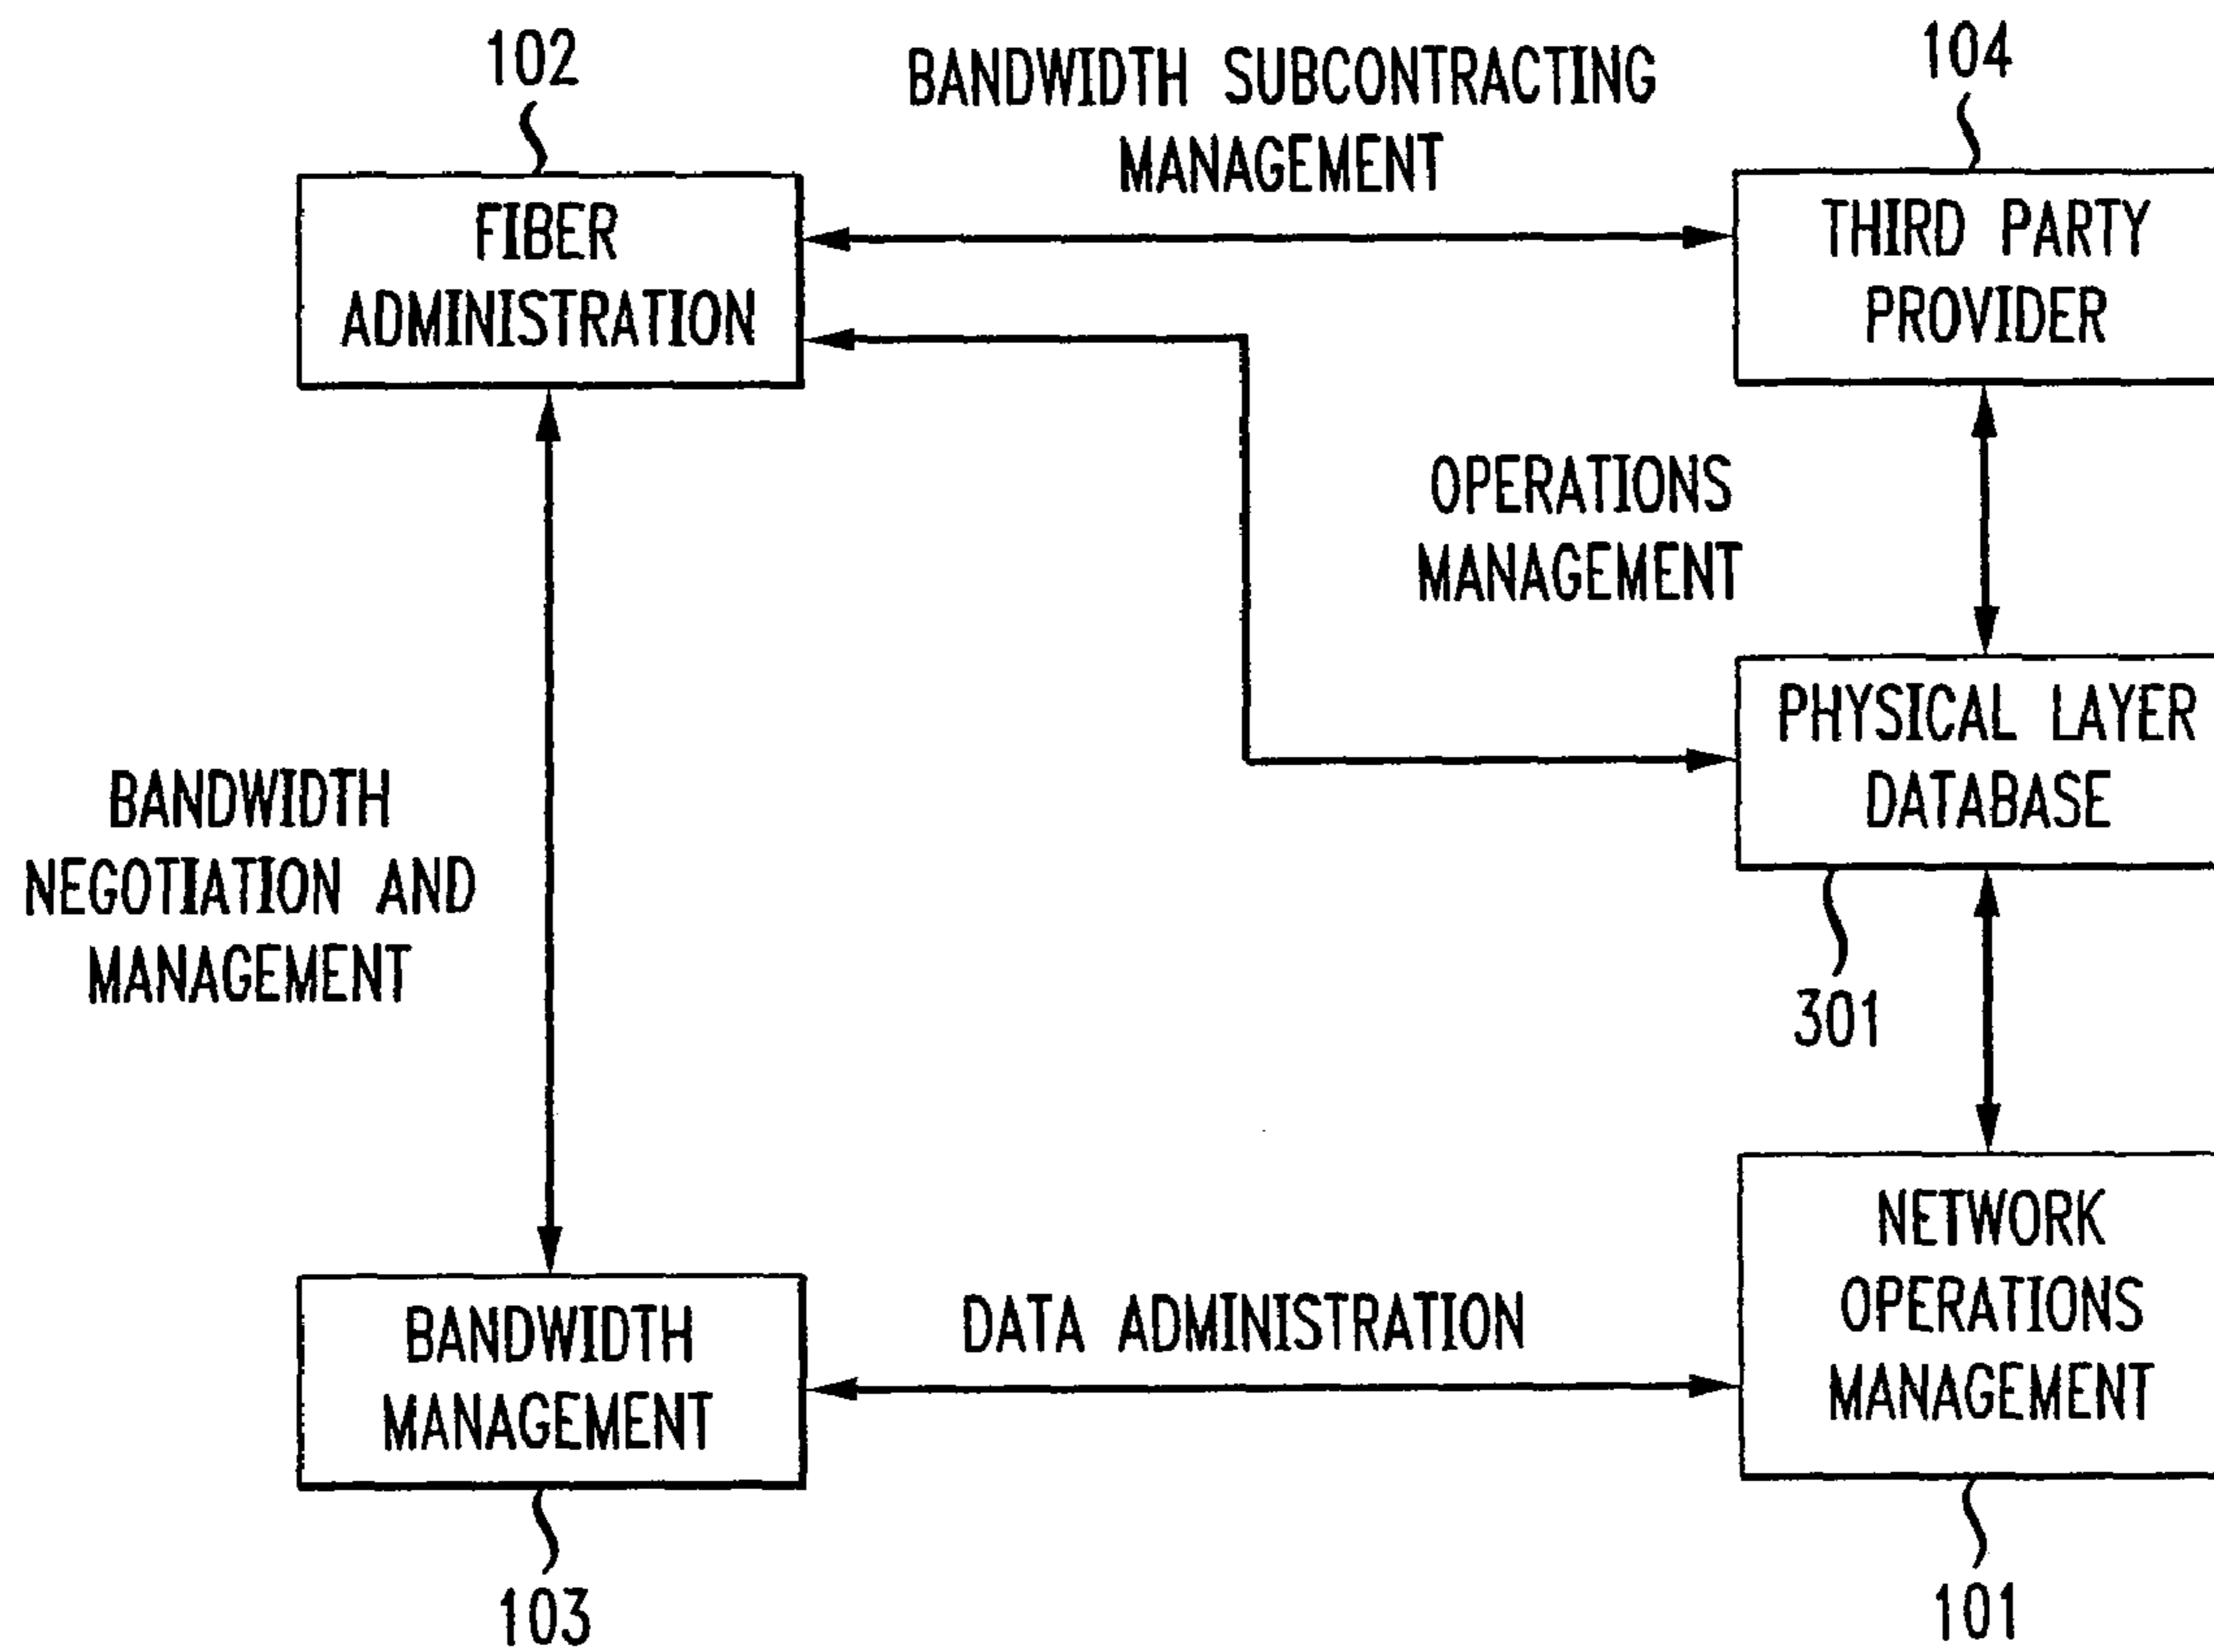 102
BANDWIDTH SUBCONTRACTING
MANAGEMENT
104
FIBER
ADMINISTRATION
THIRD PARTY
PROVIDER
OPERATIONS
MANAGEMENT
PHYSICAL LAYER
DATABASE
301
BANDWIDTH
NEGOTIATION AND
MANAGEMENT
BANDWIDTH
MANAGEMENT
103
DATA ADMINISTRATION
NETWORK
OPERATIONS
MANAGEMENT
101